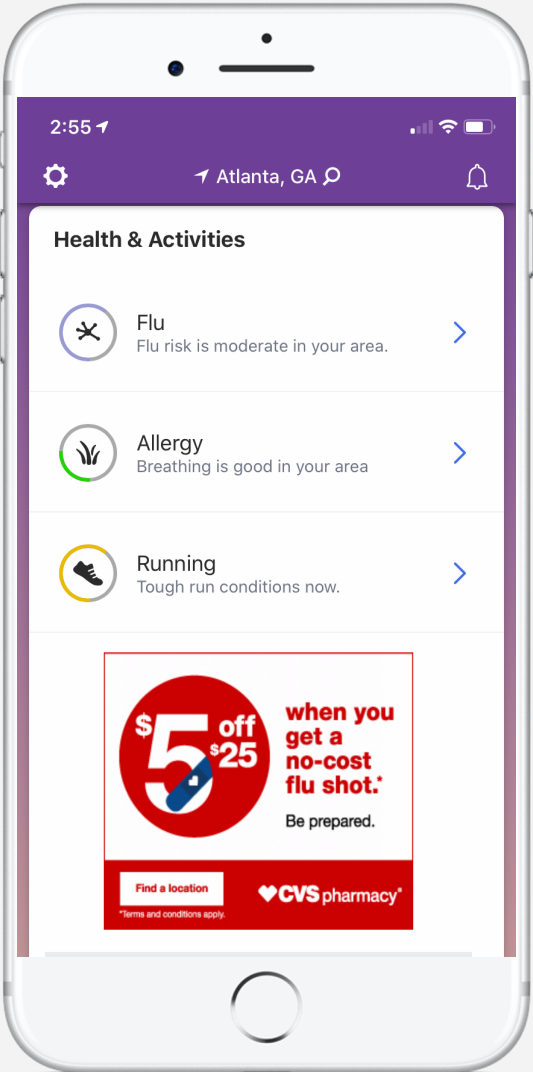 2:55
Atlanta, GA
Health & Activities
Flu
Flu risk is moderate in your area.
Allergy
Breathing is good in your area
Running
Tough run conditions now.
$5 off
$25
when you
get a
no-cost
flu shot.*
Be prepared.
Find a location
*Terms and conditions apply.
CVS pharmacy®